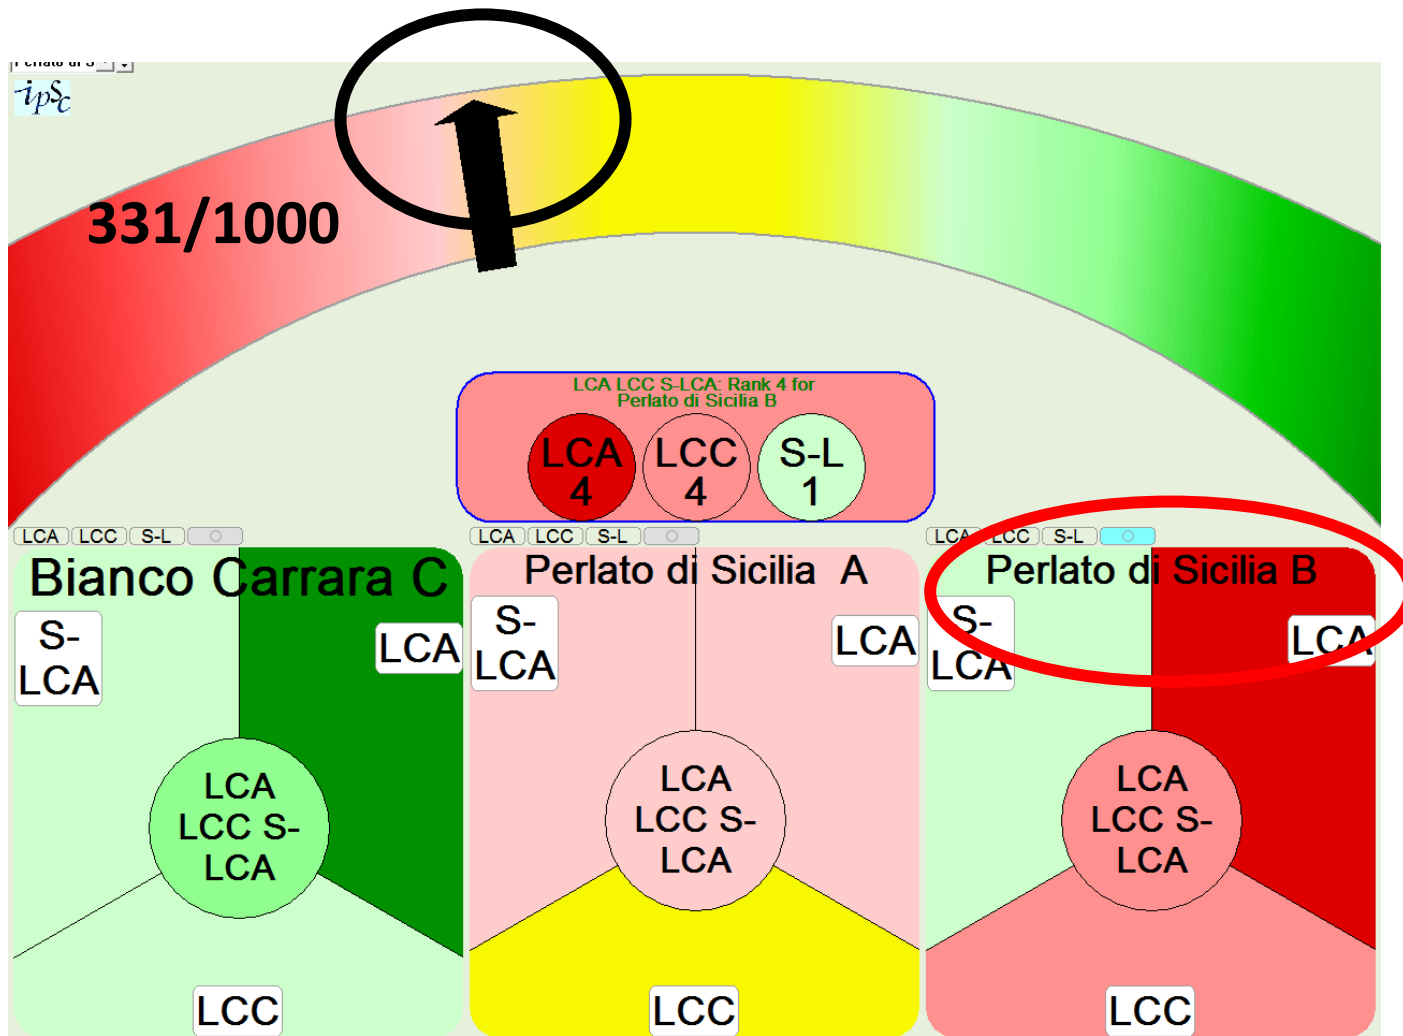 ipSc
331/1000
LCA LCC S-LCA: Rank 4 for
Perlato di Sicilia B
LCA
4
LCC
4
S-L
1
LCA LCC S-L
LCA LCC S-L
LCA LCC S-L
Bianco Carrara C
S-
LCA
LCA
LCA
LCC S-
LCA
LCC
Perlato di Sicilia A
S-
LCA
LCA
LCA
LCC S-
LCA
LCC
Perlato di Sicilia B
S-
LCA
LCA
LCA
LCC S-
LCA
LCC